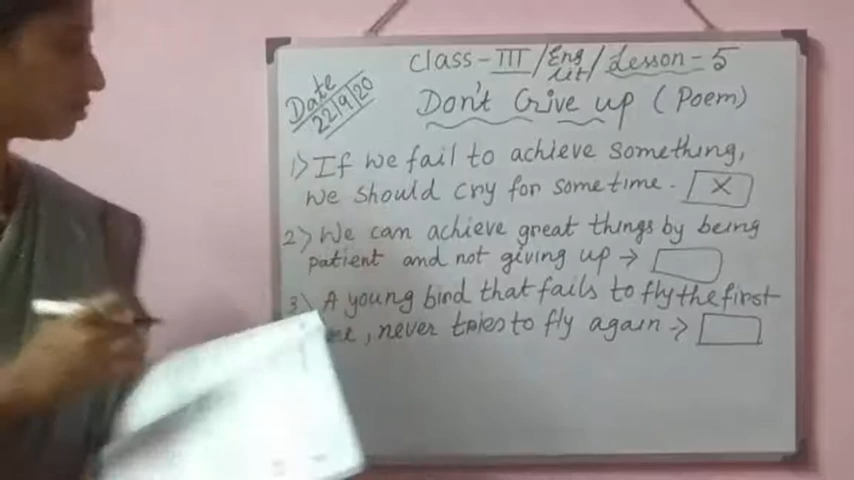 Class - III / Eng Lit / Lesson - 5
Date 22/9/20
Don't Give up (Poem)
1) If we fail to achieve something,
we should cry for sometime. X
2) We can achieve great things by being
patient and not giving up →
3) A young bird that fails to fly the first
, never tries to fly again →